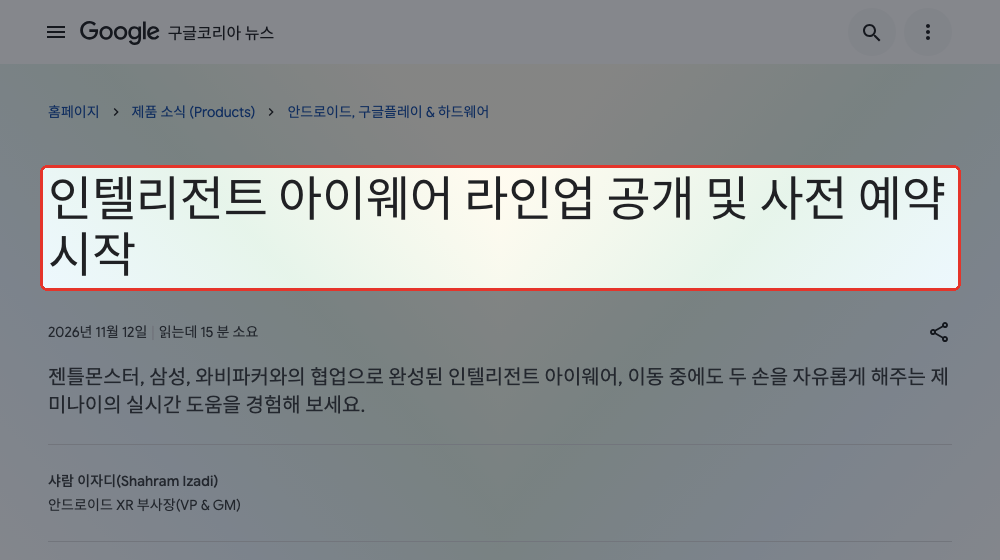 Google 구글코리아 뉴스
홈페이지 > 제품 소식 (Products) > 안드로이드, 구글플레이 & 하드웨어
인텔리전트 아이웨어 라인업 공개 및 사전 예약
시작
2026년 11월 12일 | 읽는데 15 분 소요
젠틀몬스터, 삼성, 와비파커와의 협업으로 완성된 인텔리전트 아이웨어, 이동 중에도 두 손을 자유롭게 해주는 제
미나이의 실시간 도움을 경험해 보세요.
샤람 이자디(Shahram Izadi)
안드로이드 XR 부사장(VP & GM)